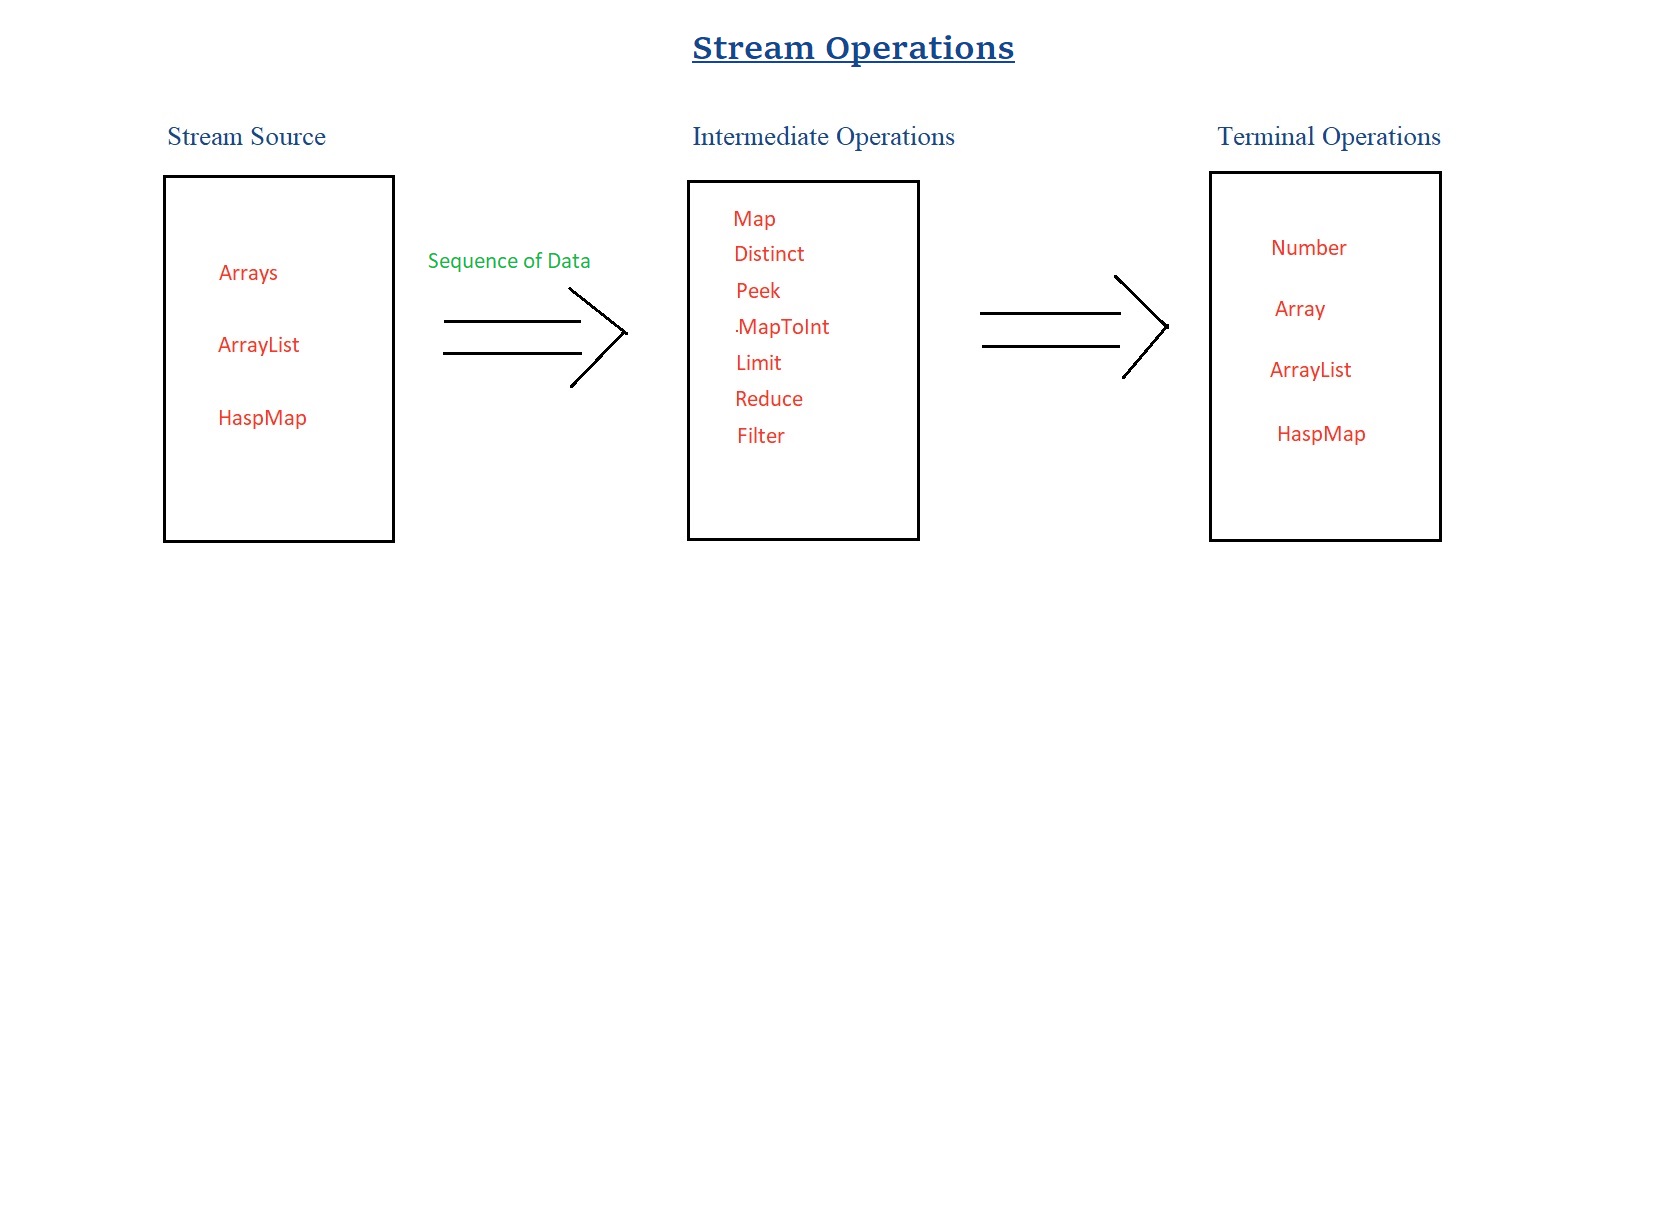 Stream Operations
Stream Source
Arrays
ArrayList
HaspMap
Sequence of Data
Intermediate Operations
Map
Distinct
Peek
.MapToInt
Limit
Reduce
Filter
Terminal Operations
Number
Array
ArrayList
HaspMap